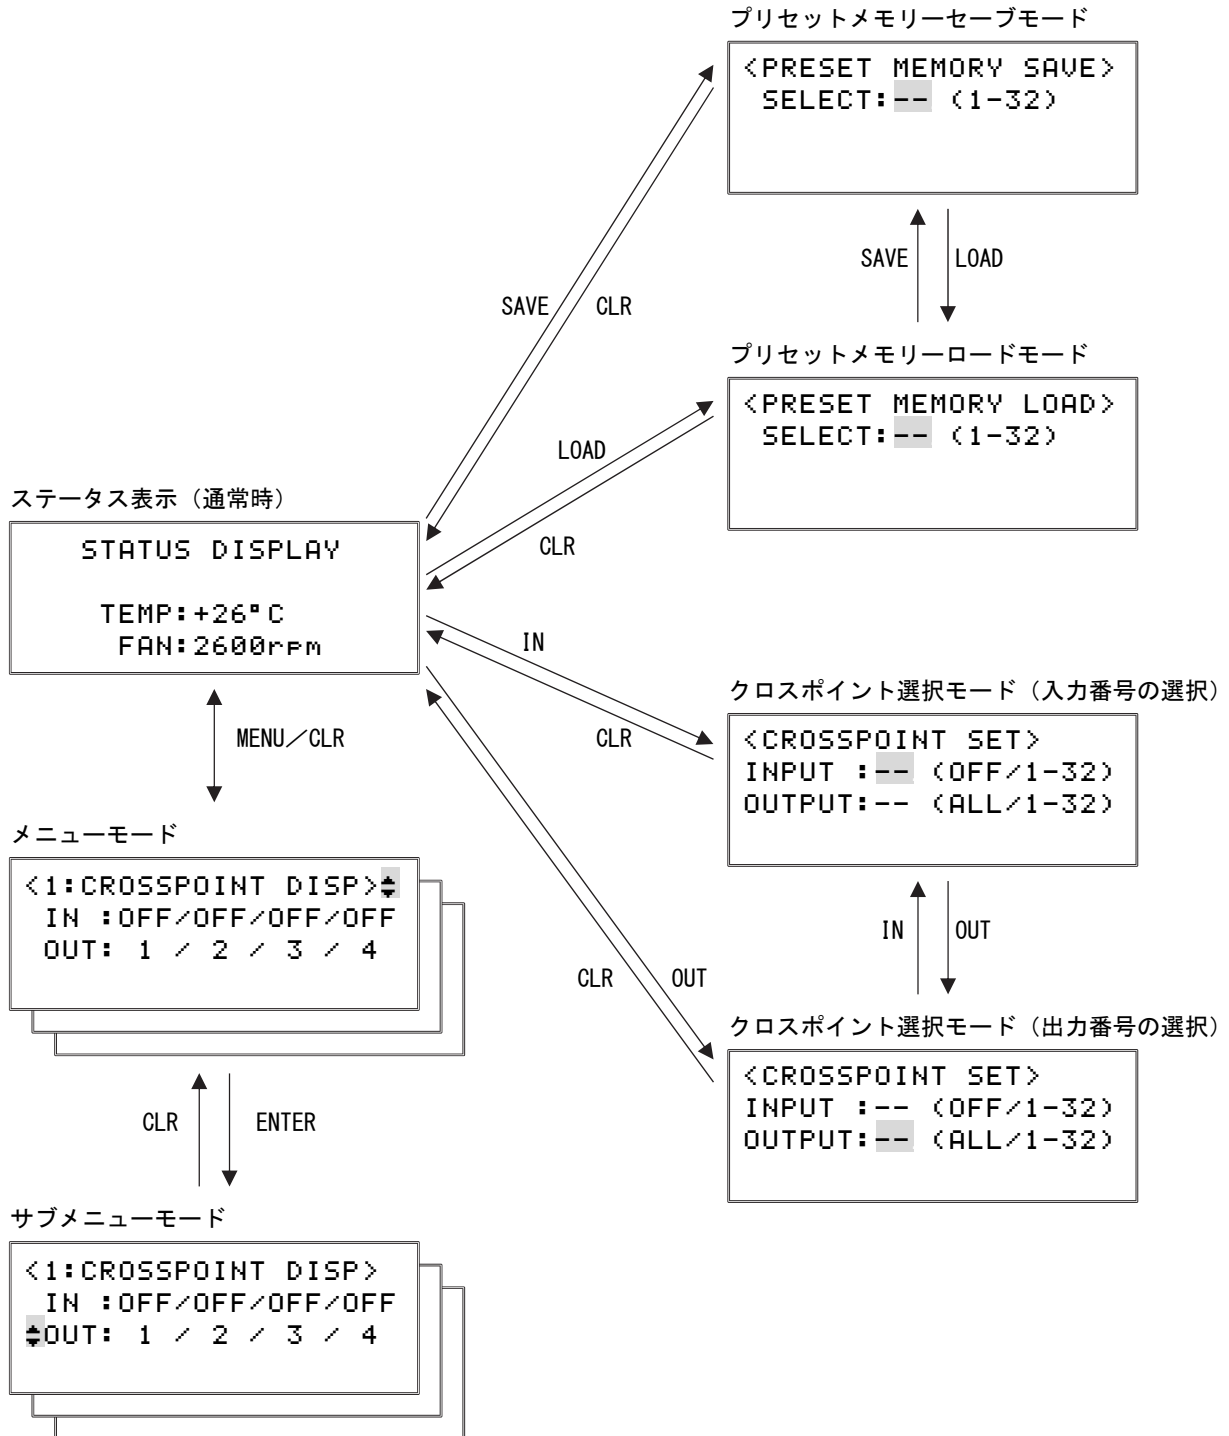 プリセットメモリーセーブモード
<PRESET MEMORY SAVE>
SELECT:-- (1-32)
SAVE
LOAD
SAVE
CLR
プリセットメモリーロードモード
<PRESET MEMORY LOAD>
SELECT:-- (1-32)
LOAD
CLR
ステータス表示（通常時）
STATUS DISPLAY
TEMP:+26°C
FAN:2600rpm
IN
CLR
MENU／CLR
クロスポイント選択モード（入力番号の選択）
<CROSSPOINT SET>
INPUT :-- (OFF/1-32)
OUTPUT:-- (ALL/1-32)
メニューモード
<1:CROSSPOINT DISP>
IN :OFF/OFF/OFF/OFF
OUT: 1 / 2 / 3 / 4
IN
OUT
CLR
OUT
クロスポイント選択モード（出力番号の選択）
<CROSSPOINT SET>
INPUT :-- (OFF/1-32)
OUTPUT:-- (ALL/1-32)
CLR
ENTER
サブメニューモード
<1:CROSSPOINT DISP>
IN :OFF/OFF/OFF/OFF
OUT: 1 / 2 / 3 / 4